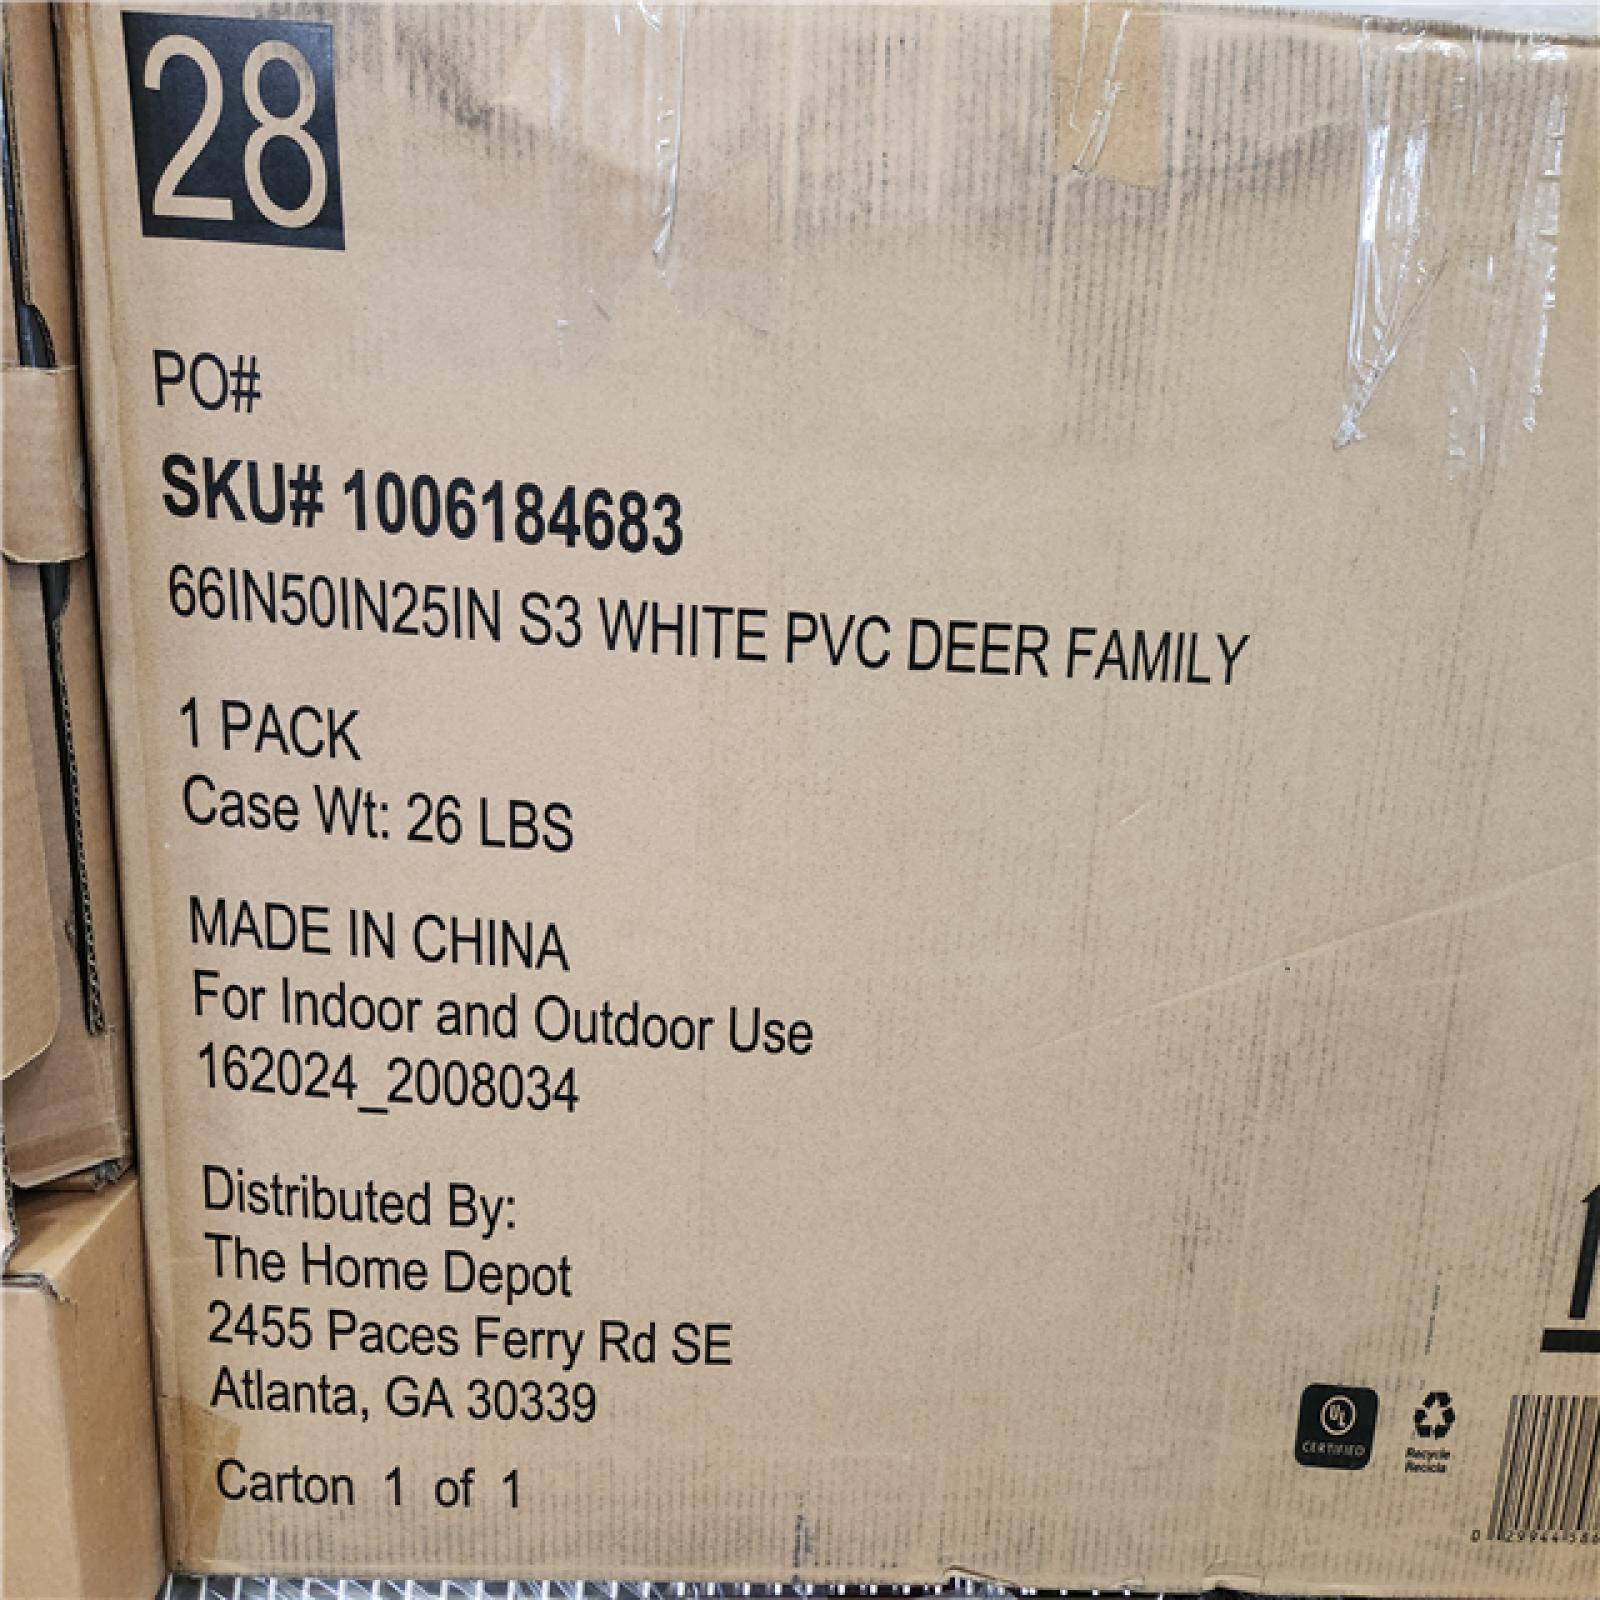 28
PO#
SKU# 1006184683
66IN50IN25IN S3 WHITE PVC DEER FAMILY
1 PACK
Case Wt: 26 LBS
MADE IN CHINA
For Indoor and Outdoor Use
162024_2008034
Distributed By:
The Home Depot
2455 Paces Ferry Rd SE
Atlanta, GA 30339
Carton 1 of 1
UL
CERTIFIED
Recycle
Recicla